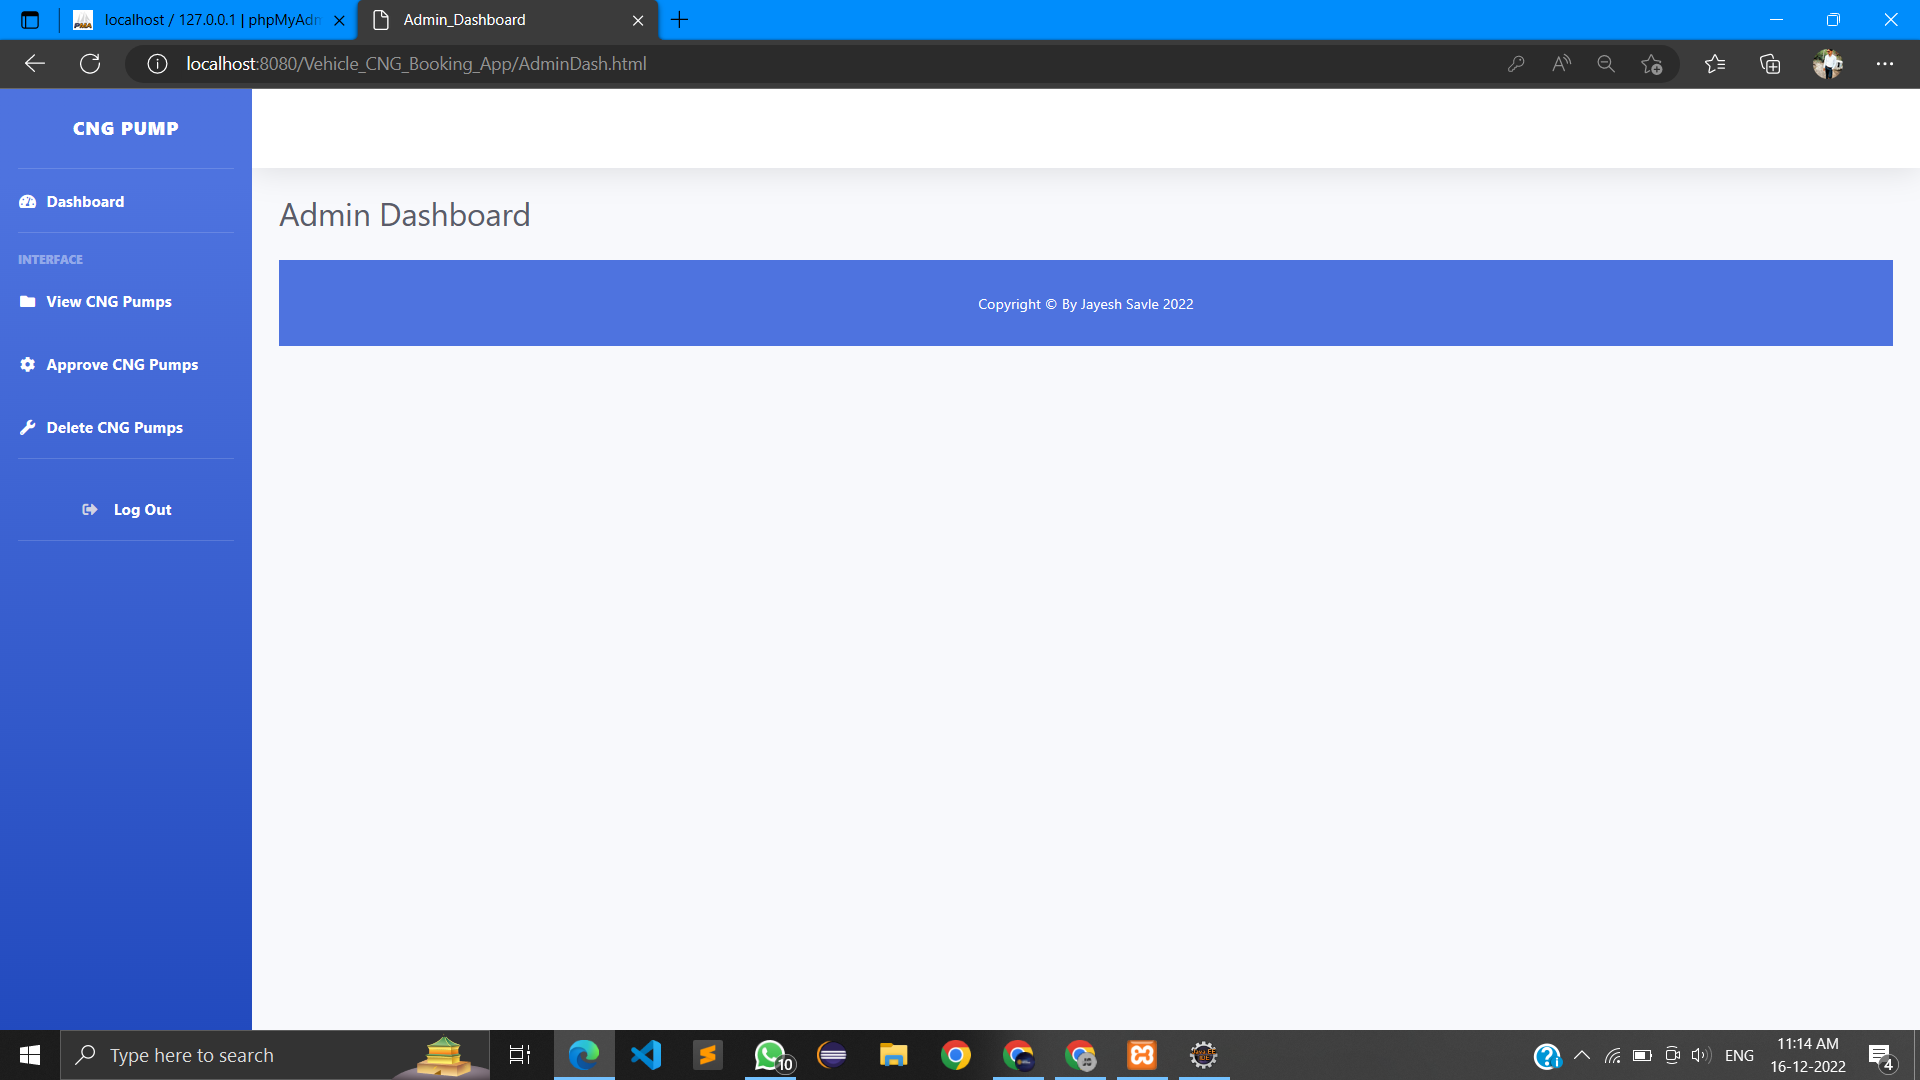 localhost / 127.0.0.1 | phpMyAdm
Admin_Dashboard
localhost:8080/Vehicle_CNG_Booking_App/AdminDash.html
CNG PUMP
Dashboard
INTERFACE
View CNG Pumps
Approve CNG Pumps
Delete CNG Pumps
Log Out
Admin Dashboard
Copyright © By Jayesh Savle 2022
Type here to search
10
ENG
11:14 AM
16-12-2022
4